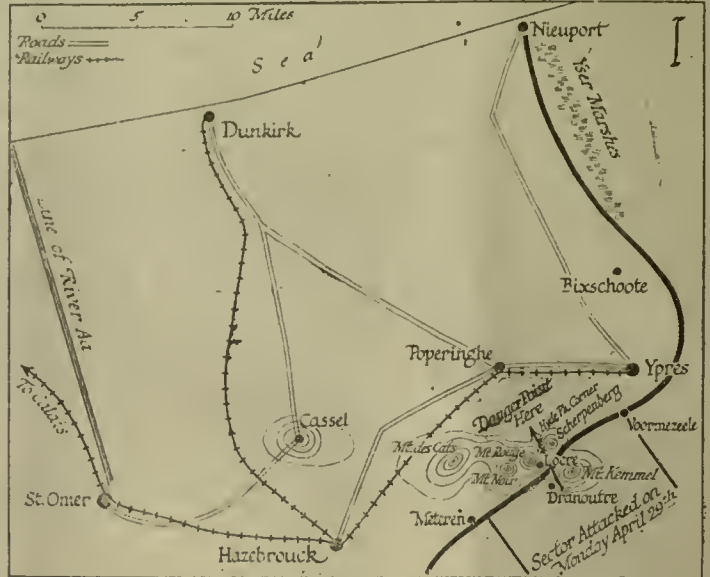 0 5 10 Miles
Roads
Railways
Sea
Nieuport
Yser Marshes
I
Dunkirk
Line of River Aa
Bixschoote
To Calais
Poperinghe
Ypres
Danger Point
Here
Hyde Pk. Corner
Scherpenberg
Cassel
Voormezeele
Mt. des Cats
Mt. Rouge
Locre
Mt. Noir
Mt. Kemmel
St. Omer
Dranoutre
Meteren
Hazebrouck
Sector Attacked on
Monday April 29th